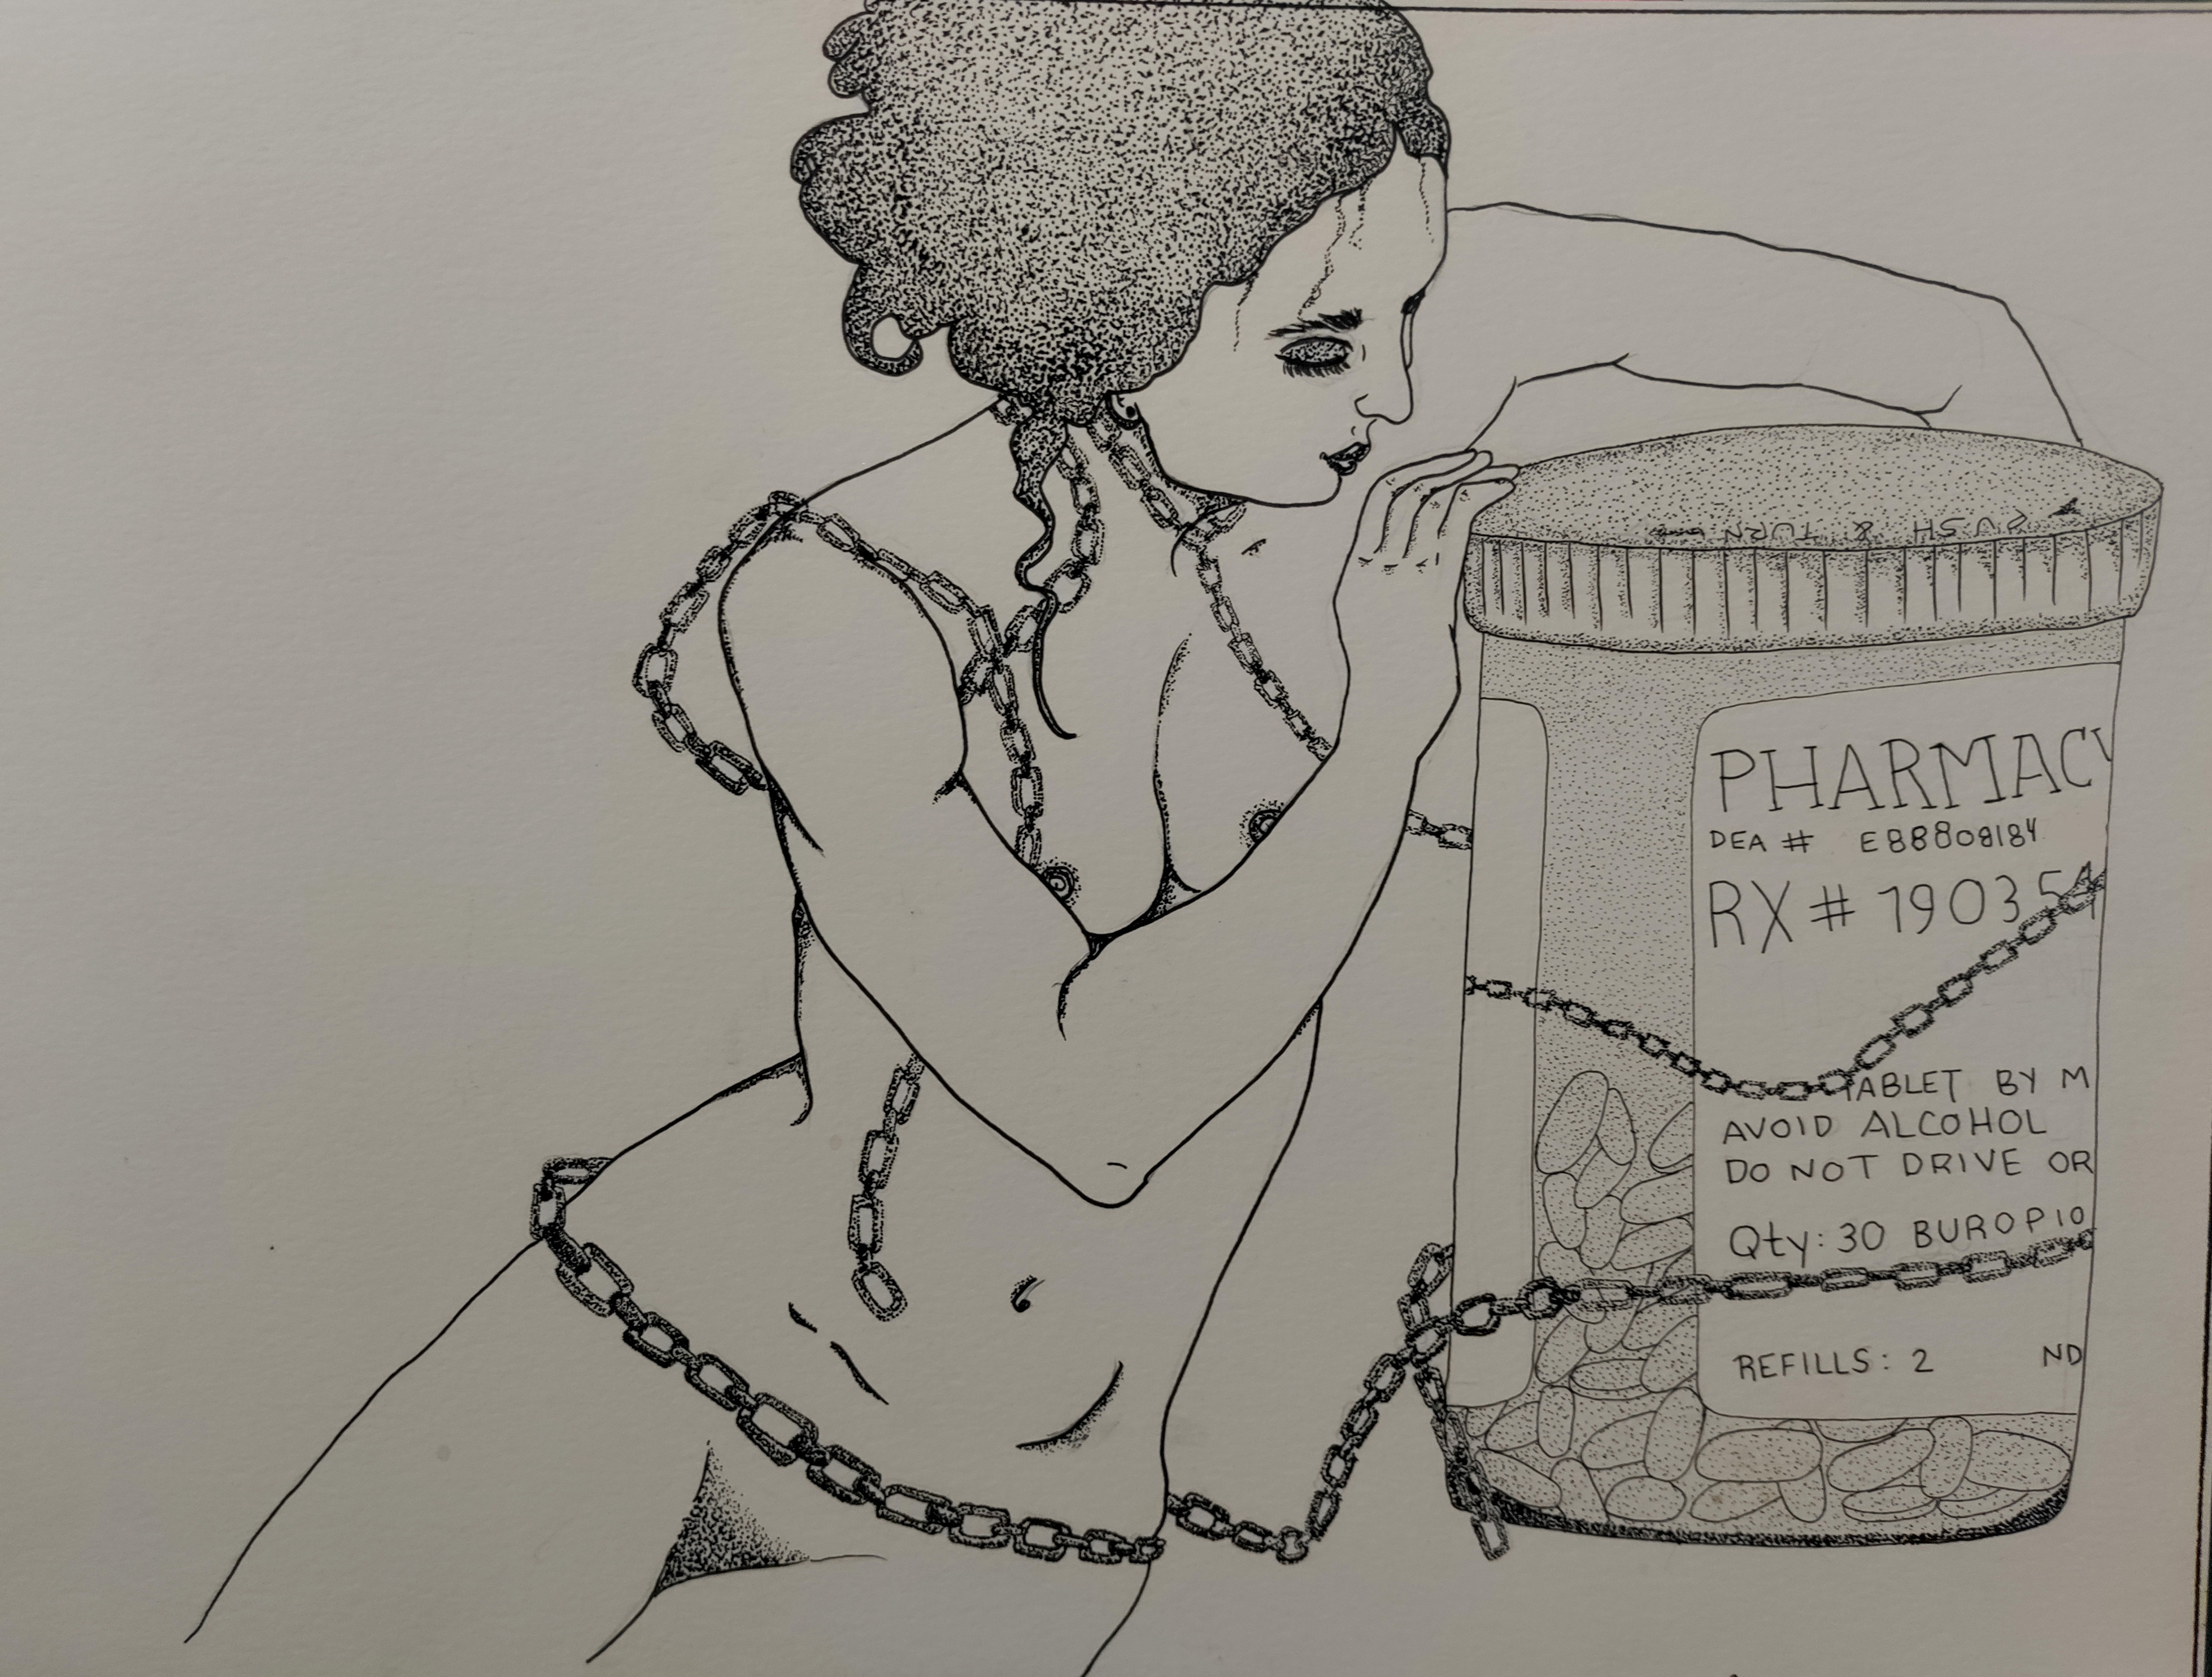 PUSH & TURN
PHARMACY
DEA # E88808184
RX # 190354
TABLET BY M
AVOID ALCOHOL
DO NOT DRIVE OR
Qty: 30 BUROPIO
REFILLS: 2 ND